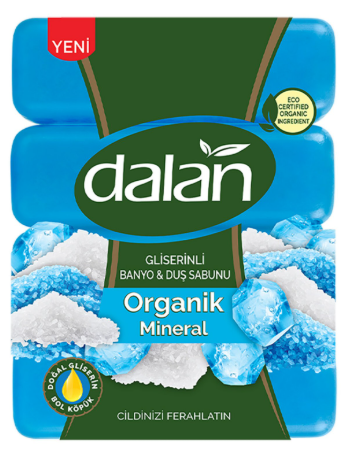 YENİ
ECO
CERTIFIED
ORGANIC
INGREDIENT
dalan
GLİSERİNLİ
BANYO & DUŞ SABUNU
Organik
Mineral
DOĞAL GLİSERİN
BOL KÖPÜK
CİLDİNİZİ FERAHLATIN